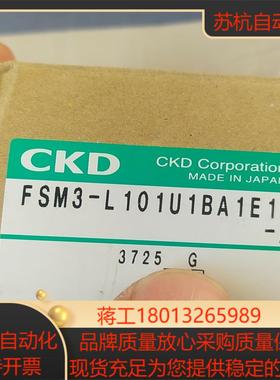 苏杭自动
CKD
CKD Corporation
MADE IN JAPAN
FSM3-L101U1BA1E1
-
3725 G
蒋工18013265989
自动化
品牌质量放心采购质量保
票
现货充足为您提供稳定的